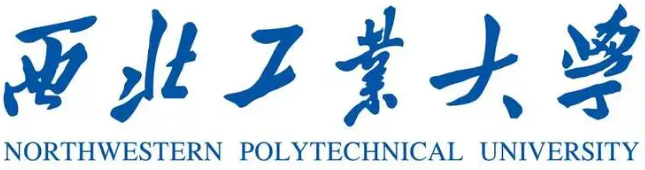 西北工業大學
NORTHWESTERN POLYTECHNICAL UNIVERSITY